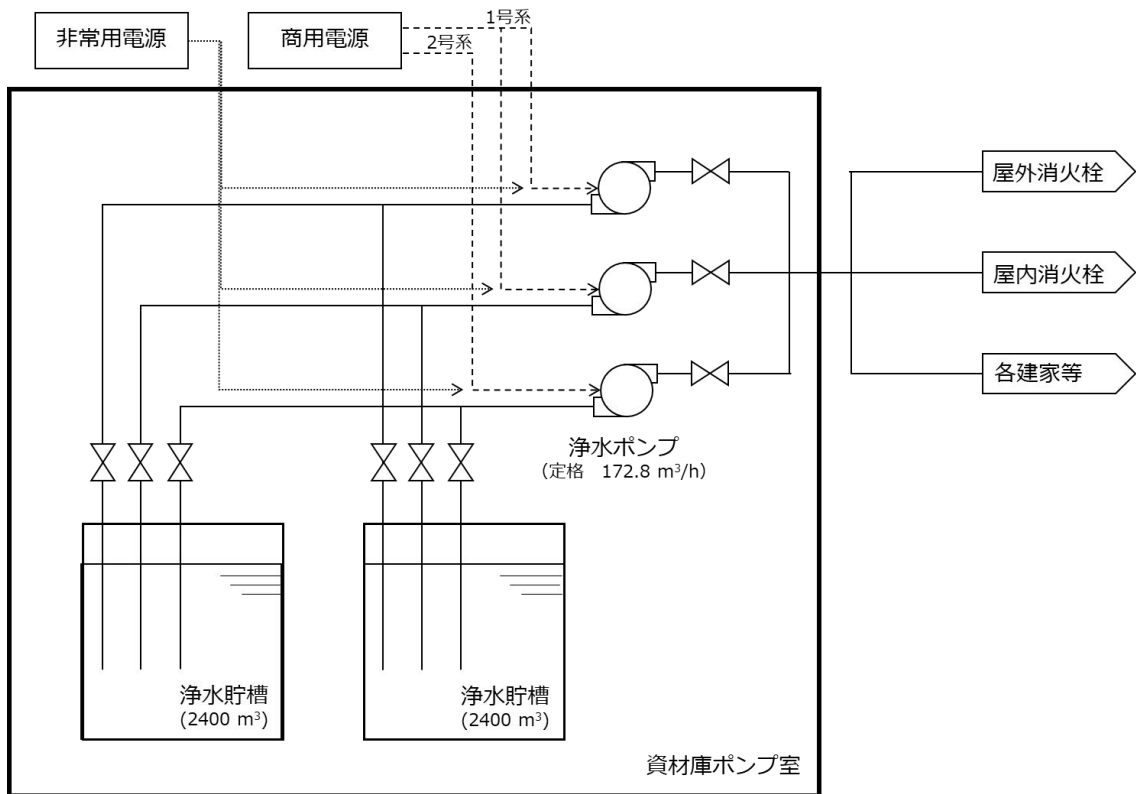 非常用電源
商用電源
1号系
2号系
屋外消火栓
屋内消火栓
各建家等
浄水ポンプ
(定格　172.8 m³/h)
浄水貯槽
(2400 m³)
浄水貯槽
(2400 m³)
資材庫ポンプ室